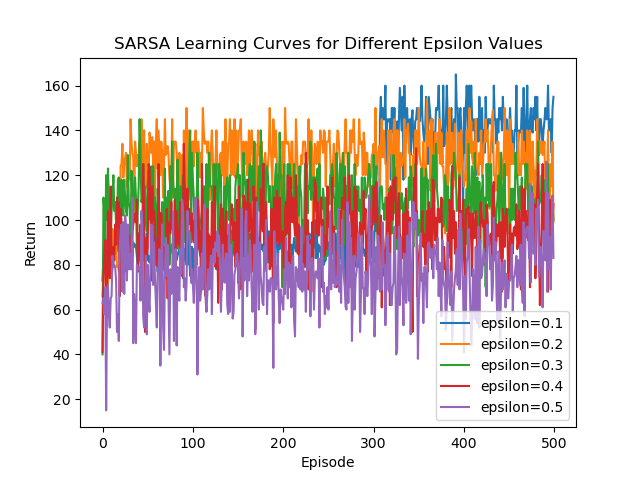 SARSA Learning Curves for Different Epsilon Values
160
140
120
100
80
60
40
20
Return
0
100
200
300
400
500
Episode
epsilon=0.1
epsilon=0.2
epsilon=0.3
epsilon=0.4
epsilon=0.5